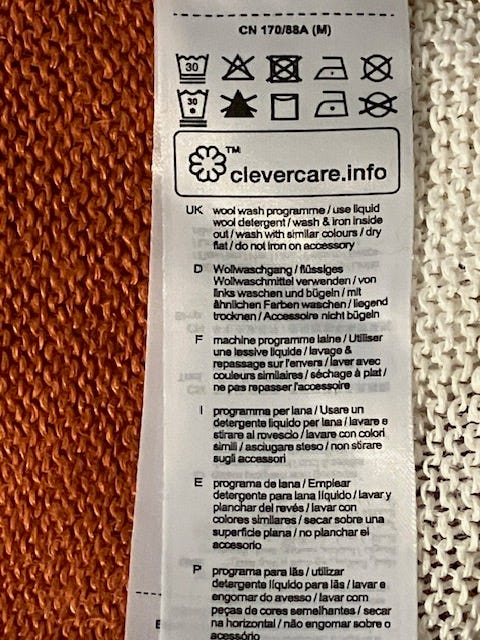 CN 170/88A (M)
30
30
TM
clevercare.info
UK wool wash programme / use liquid
wool detergent / wash & iron inside
out / wash with similar colours / dry
flat / do not iron on accessory
D Wollwaschgang / flüssiges
Wollwaschmittel verwenden / von
links waschen und bügeln / mit
ähnlichen Farben waschen / liegend
trocknen / Accessoire nicht bügeln
F machine programme laine / Utiliser
une lessive liquide / lavage &
repassage sur l'envers / laver avec
couleurs similaires / séchage à plat /
ne pas repasser l'accessoire
I programma per lana / Usare un
detergente liquido per lana / lavare e
stirare al rovescio / lavare con colori
simili / asciugare steso / non stirare
sugli accessori
E programa de lana / Emplear
detergente para lana líquido / lavar y
planchar del revés / lavar con
colores similares / secar sobre una
superficie plana / no planchar el
accesorio
P programa para lãs / utilizar
detergente líquido para lãs / lavar e
engomar do avesso / lavar com
peças de cores semelhantes / secar
na horizontal / não engomar sobre o
acessório